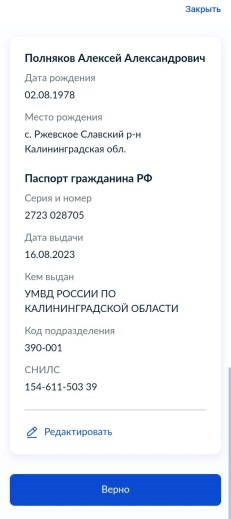 Закрыть
Полняков Алексей Александрович
Дата рождения
02.08.1978
Место рождения
с. Ржевское Славский р-н
Калининградская обл.
Паспорт гражданина РФ
Серия и номер
2723 028705
Дата выдачи
16.08.2023
Кем выдан
УМВД РОССИИ ПО
КАЛИНИНГРАДСКОЙ ОБЛАСТИ
Код подразделения
390-001
СНИЛС
154-611-503 39
Редактировать
Верно